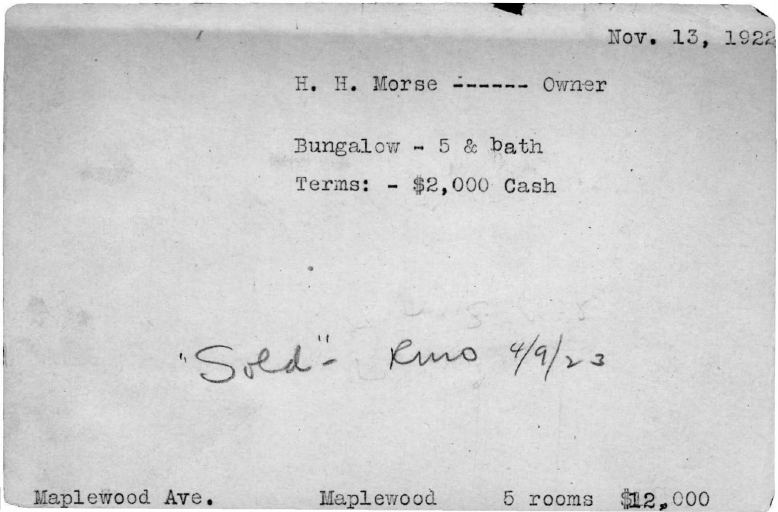 Nov. 13, 1922
H. H. Morse ------ Owner
Bungalow - 5 & bath
Terms: - $2,000 Cash
"Sold" - 4/9/23
Maplewood Ave. Maplewood 5 rooms $12,000